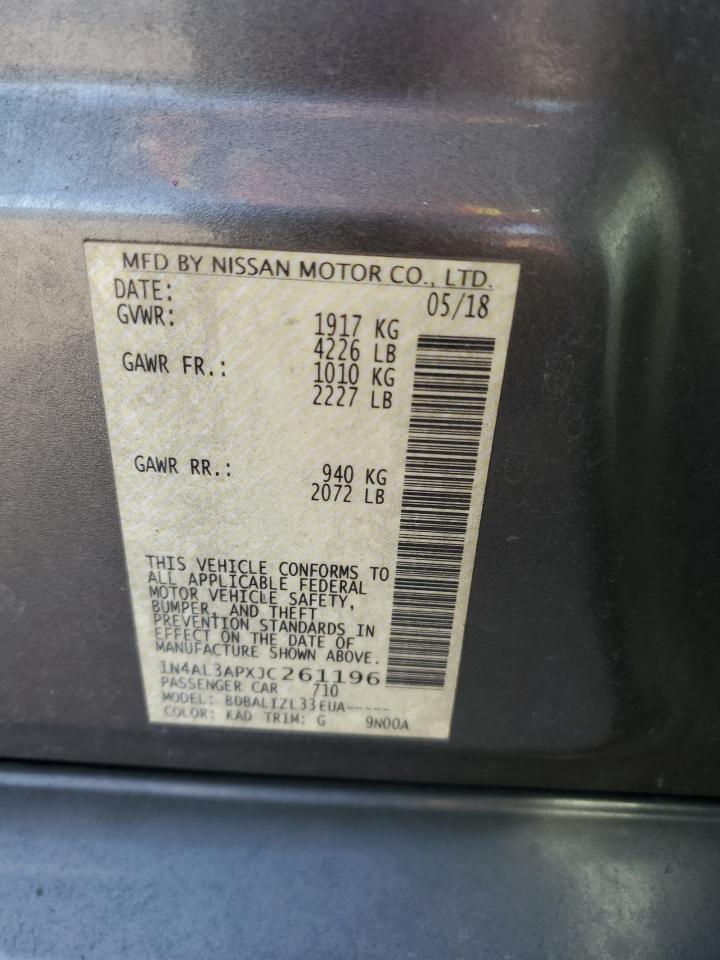 MFD BY NISSAN MOTOR CO., LTD.
DATE: 05/18
GVWR: 1917 KG
4226 LB
GAWR FR.: 1010 KG
2227 LB
GAWR RR.: 940 KG
2072 LB
THIS VEHICLE CONFORMS TO
ALL APPLICABLE FEDERAL
MOTOR VEHICLE SAFETY,
BUMPER, AND THEFT
PREVENTION STANDARDS IN
EFFECT ON THE DATE OF
MANUFACTURE SHOWN ABOVE.
1N4AL3APXJC261196
PASSENGER CAR 710
MODEL: BDBALIZL33EUA-----
COLOR: KAD TRIM: G 9N00A